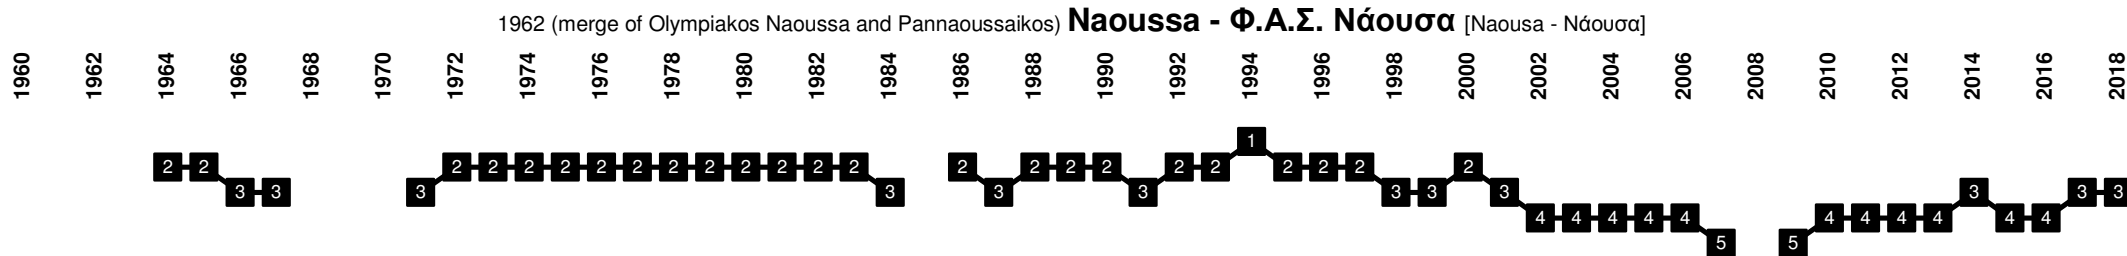 1962 (merge of Olympiakos Naoussa and Pannaoussaikos) Naoussa - Φ.Α.Σ. Νάουσα [Naousa - Νάουσα]
1960 1962 1964 1966 1968 1970 1972 1974 1976 1978 1980 1982 1984 1986 1988 1990 1992 1994 1996 1998 2000 2002 2004 2006 2008 2010 2012 2014 2016 2018
1
2 2 2 2 2 2 2 2 2 2 2 2 2 2 2 2 2 2 2 2 2 2 2 2
3 3 3 3 3 3 3 3 3 3 3 3
4 4 4 4 4 4 4 4 4 4 4
5 5